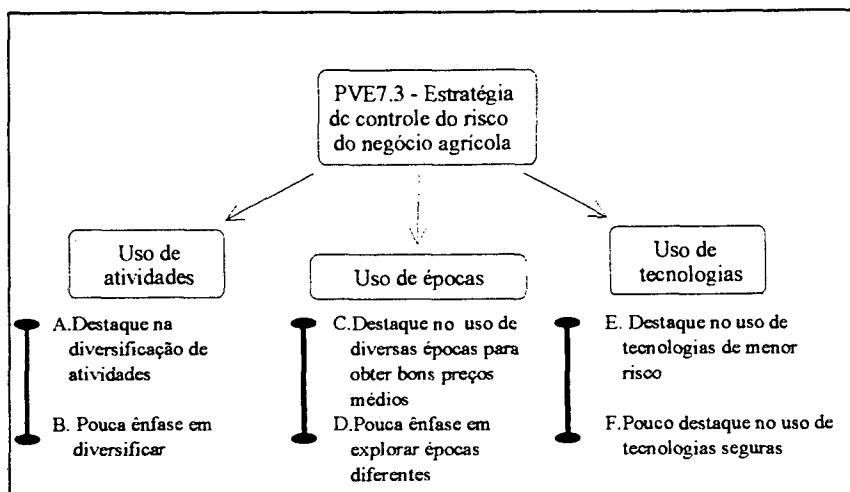 PVE7.3 - Estratégia
de controle do risco
do negócio agrícola
Uso de
atividades
Uso de épocas
Uso de
tecnologias
A.Destaque na
diversificação de
atividades
B. Pouca ênfase em
diversificar
C.Destaque no uso de
diversas épocas para
obter bons preços
médios
D.Pouca ênfase em
explorar épocas
diferentes
E. Destaque no uso de
tecnologias de menor
risco
F.Pouco destaque no uso de
tecnologias seguras